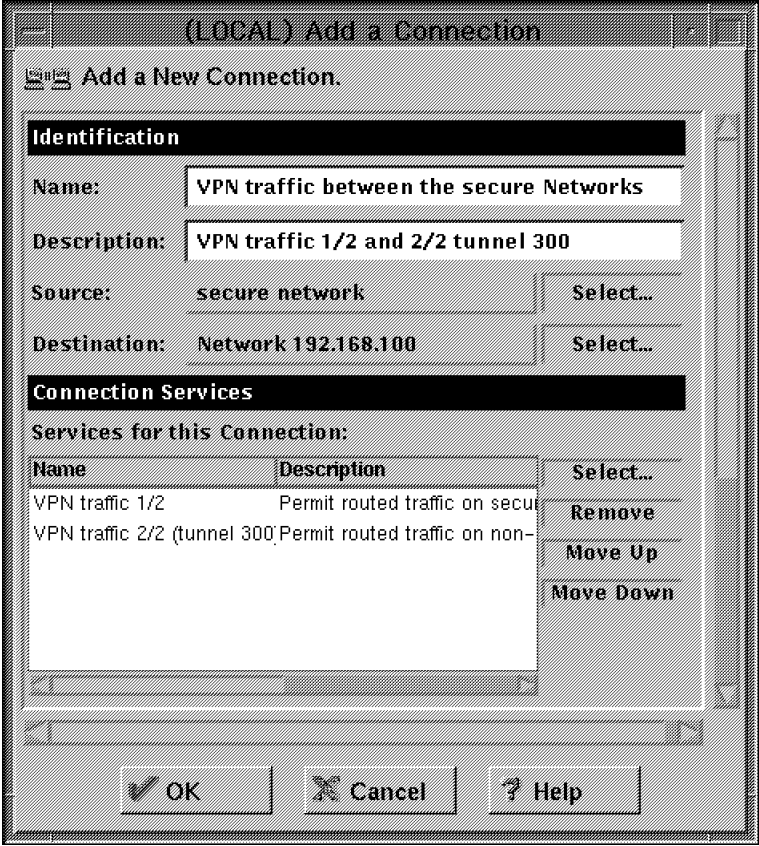 (LOCAL) Add a Connection
Add a New Connection.
Identification
Name: VPN traffic between the secure Networks
Description: VPN traffic 1/2 and 2/2 tunnel 300
Source: secure network Select...
Destination: Network 192.168.100 Select...
Connection Services
Services for this Connection:
Name Description Select...
VPN traffic 1/2 Permit routed traffic on secu
Remove
VPN traffic 2/2 (tunnel 300 Permit routed traffic on non-
Move Up
Move Down
OK Cancel Help